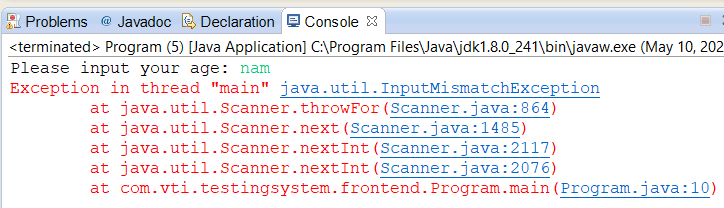 Problems @ Javadoc Declaration Console
<terminated> Program (5) [Java Application] C:\Program Files\Java\jdk1.8.0_241\bin\javaw.exe (May 10, 202
Please input your age: nam
Exception in thread "main" java.util.InputMismatchException
at java.util.Scanner.throwFor(Scanner.java:864)
at java.util.Scanner.next(Scanner.java:1485)
at java.util.Scanner.nextInt(Scanner.java:2117)
at java.util.Scanner.nextInt(Scanner.java:2076)
at com.vti.testingsystem.frontend.Program.main(Program.java:10)